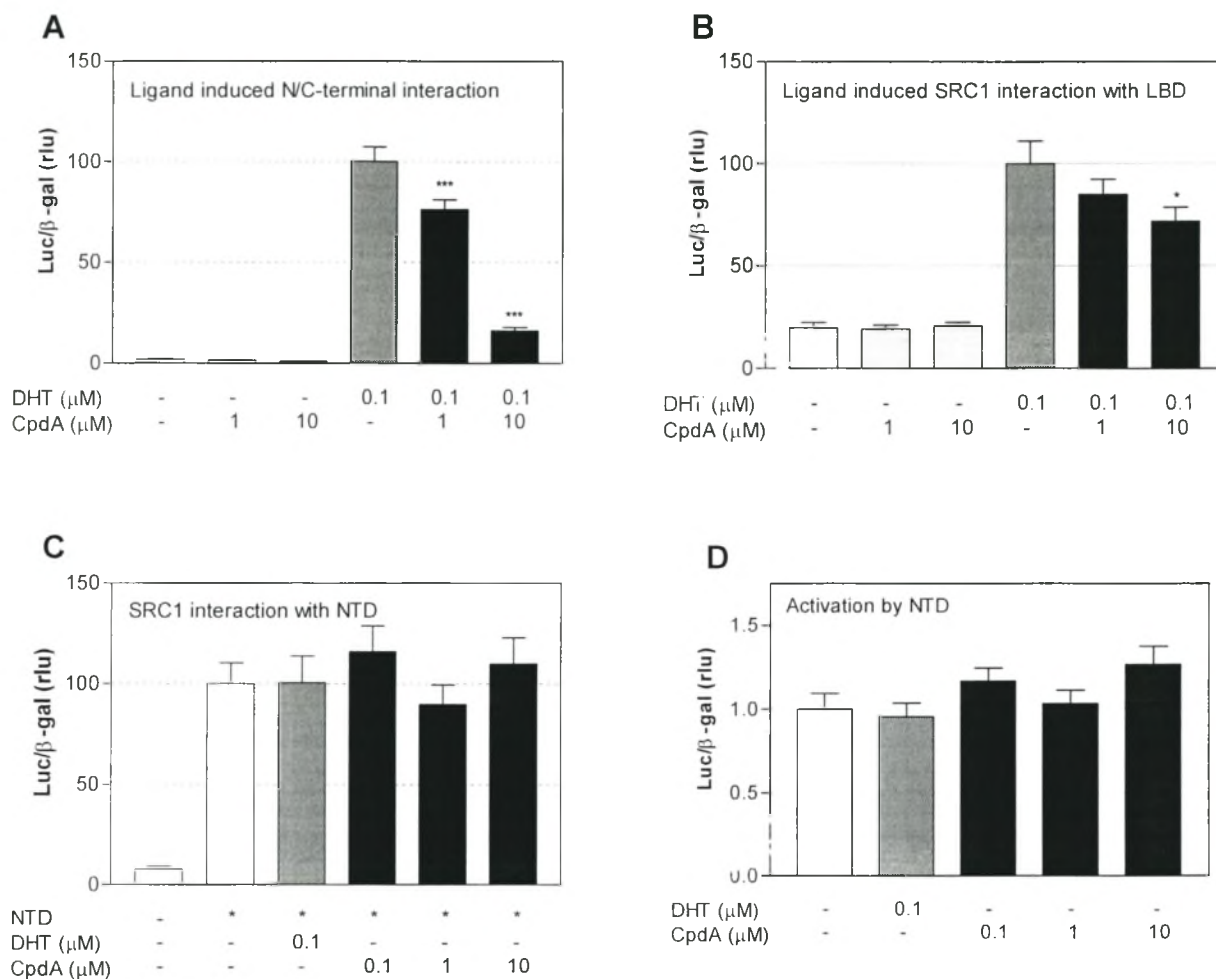 A
150
Ligand induced N/C-terminal interaction
100
50
0
Luc/β-gal (rlu)
***
***
DHT (μM) - - - 0.1 0.1 0.1
CpdA (μM) - 1 10 - 1 10
B
150
Ligand induced SRC1 interaction with LBD
100
50
0
Luc/β-gal (rlu)
*
DHT (μM) - - - 0.1 0.1 0.1
CpdA (μM) - 1 10 - 1 10
C
150
SRC1 interaction with NTD
100
50
0
Luc/β-gal (rlu)
NTD - * * * * *
DHT (μM) - - 0.1 - - -
CpdA (μM) - - - 0.1 1 10
D
Activation by NTD
1.5
1.0
0.5
0.0
Luc/β-gal (rlu)
DHT (μM) - 0.1 - - -
CpdA (μM) - - 0.1 1 10